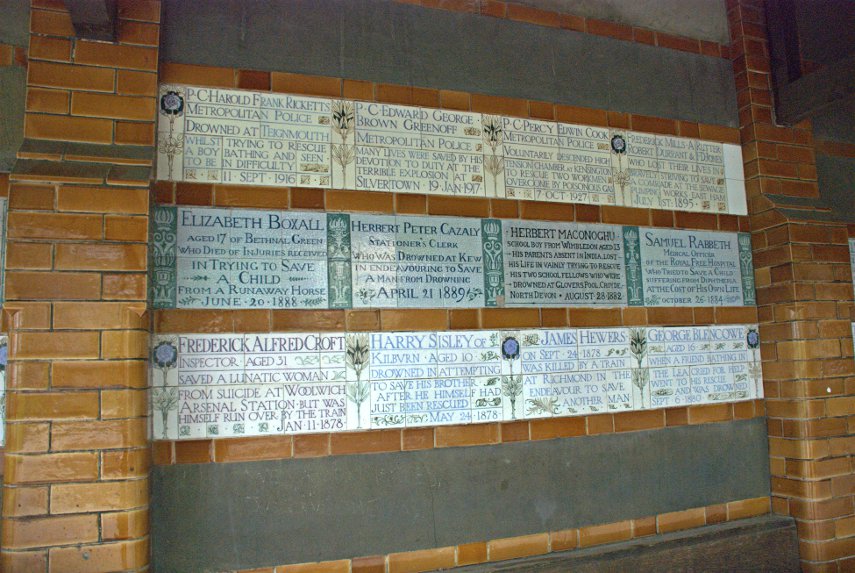 P·C·HAROLD FRANK RICKETTS
METROPOLITAN POLICE
DROWNED AT TEIGNMOUTH
WHILST TRYING TO RESCUE
A BOY BATHING AND SEEN
TO BE IN DIFFICULTY
11 SEPT 1916
P·C·EDWARD GEORGE
BROWN GREENOFF
METROPOLITAN POLICE
MANY LIVES WERE SAVED BY HIS
DEVOTION TO DUTY AT THE
TERRIBLE EXPLOSION AT
SILVERTOWN · 19 JAN 1917
P·C·PERCY EDWIN COOK
METROPOLITAN POLICE
VOLUNTARILY DESCENDED HIGH
TENSION CHAMBER AT KENSINGTON
TO RESCUE TWO WORKMEN
OVERCOME BY POISONOUS GAS
7 OCT 1927
FREDERICK MILLS · A RUTTER
ROBERT DURRANT & F D JONES
WHO LOST THEIR LIVES IN
BRAVELY STRIVING TO SAVE
A COMRADE AT THE SEWAGE
PUMPING WORKS EAST HAM
JULY 1ST 1895
ELIZABETH BOXALL
AGED 17 OF BETHNAL GREEN
WHO DIED OF INJURIES RECEIVED
IN TRYING TO SAVE
A CHILD
FROM A RUNAWAY HORSE
JUNE 20 · 1888
HERBERT PETER CAZALY
STATIONER'S CLERK
WHO WAS DROWNED AT KEW
IN ENDEAVOURING TO SAVE
A MAN FROM DROWNING
APRIL 21 1889
HERBERT MACONOGHU
SCHOOL BOY FROM WIMBLEDON AGED 13
HIS PARENTS ABSENT IN INDIA, LOST
HIS LIFE IN VAINLY TRYING TO RESCUE
HIS TWO SCHOOL FELLOWS WHO WERE
DROWNED AT GLOVERS POOL, CROYDE,
NORTH DEVON · AUGUST 28 · 1882
SAMUEL RABBETH
MEDICAL OFFICER
OF THE ROYAL FREE HOSPITAL
WHO TRIED TO SAVE A CHILD
SUFFERING FROM DIPHTHERIA
AT THE COST OF HIS OWN LIFE
OCTOBER 26 · 1884
FREDERICK ALFRED CROFT
INSPECTOR AGED 31
SAVED A LUNATIC WOMAN
FROM SUICIDE AT WOOLWICH
ARSENAL STATION · BUT WAS
HIMSELF RUN OVER BY THE TRAIN
JAN · 11 · 1878
HARRY SISLEY OF
KILBURN · AGED 10
DROWNED IN ATTEMPTING
TO SAVE HIS BROTHER
AFTER HE HIMSELF HAD
JUST BEEN RESCUED
MAY 24 · 1878
JAMES HEWERS
ON SEPT · 24 · 1878
WAS KILLED BY A TRAIN
AT RICHMOND IN THE
ENDEAVOUR TO SAVE
ANOTHER MAN
GEORGE BLENCOWE
AGED 16
WHEN A FRIEND BATHING IN
THE LEA CRIED FOR HELP
WENT TO HIS RESCUE
AND WAS DROWNED
SEPT 6 · 1880